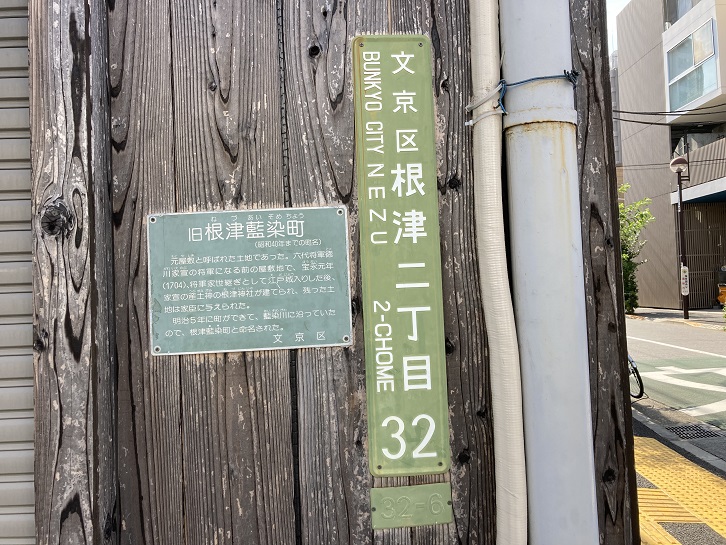 ねづあいぞめちょう
旧根津藍染町
(昭和40年までの町名)
元屋敷と呼ばれた土地であった。六代将軍徳
川家宣の将軍になる前の屋敷地で、宝永元年
(1704)、将軍家世継ぎとして江戸城入りした後、
家宣の産土神の根津神社が建てられ、残った土
地は家臣に与えられた。
明治5年に町ができて、藍染川に沿っていた
ので、根津藍染町と命名された。
文京区
文京区根津二丁目
32
BUNKYO CITY NEZU 2-CHOME
32-6